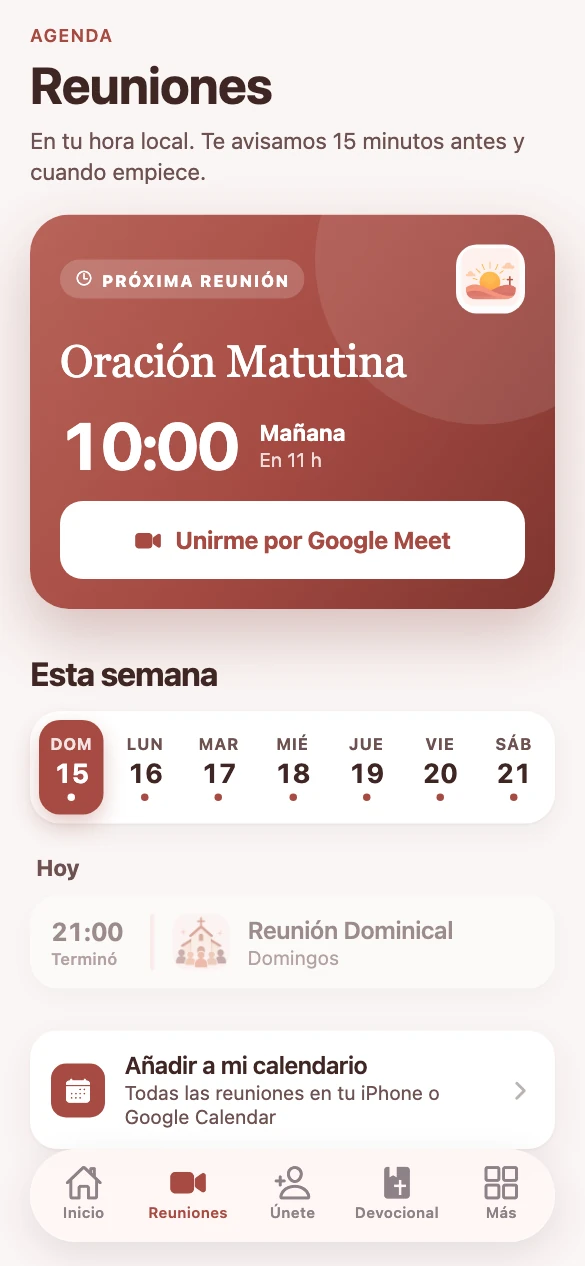 AGENDA
Reuniones
En tu hora local. Te avisamos 15 minutos antes y
cuando empiece.
PRÓXIMA REUNIÓN
Oración Matutina
10:00
Mañana
En 11 h
Unirme por Google Meet
Esta semana
DOM LUN MAR MIÉ JUE VIE SÁB
15 16 17 18 19 20 21
Hoy
21:00
Terminó
Reunión Dominical
Domingos
Añadir a mi calendario
Todas las reuniones en tu iPhone o
Google Calendar
Inicio Reuniones Únete Devocional Más